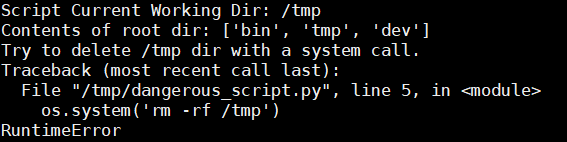 Script Current Working Dir: /tmp
Contents of root dir: ['bin', 'tmp', 'dev']
Try to delete /tmp dir with a system call.
Traceback (most recent call last):
  File "/tmp/dangerous_script.py", line 5, in <module>
    os.system('rm -rf /tmp')
RuntimeError